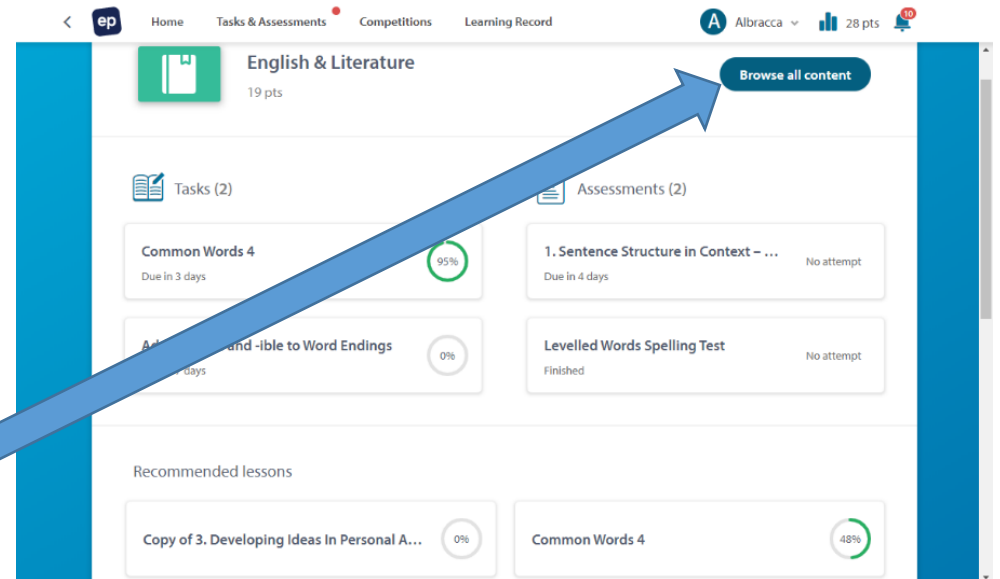 ep Home Tasks & Assessments Competitions Learning Record A Albracca 28 pts 10
English & Literature
19 pts
Browse all content
Tasks (2)
Assessments (2)
Common Words 4
Due in 3 days
95%
1. Sentence Structure in Context – ...
Due in 4 days
No attempt
and -ible to Word Endings
days
0%
Levelled Words Spelling Test
Finished
No attempt
Recommended lessons
Copy of 3. Developing Ideas In Personal A...
0%
Common Words 4
48%